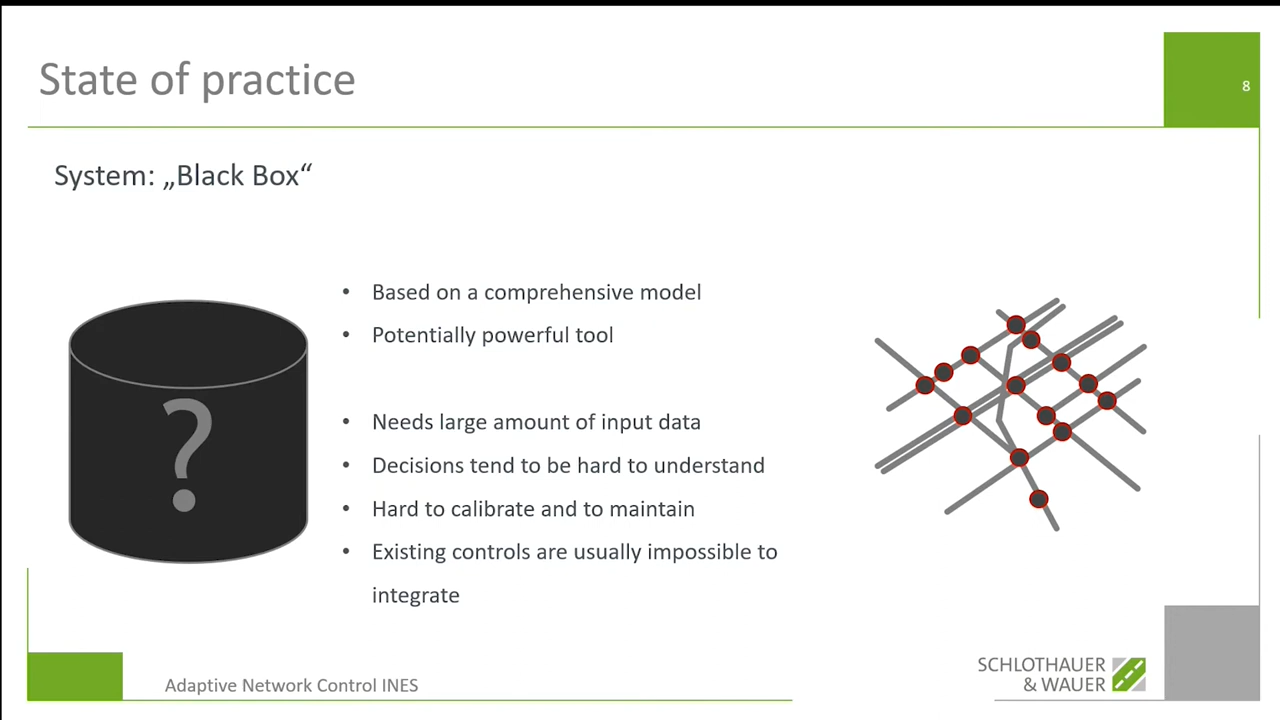 State of practice
8
System: „Black Box“
• Based on a comprehensive model
• Potentially powerful tool
• Needs large amount of input data
• Decisions tend to be hard to understand
• Hard to calibrate and to maintain
• Existing controls are usually impossible to
integrate
?
SCHLOTHAUER
& WAUER
Adaptive Network Control INES